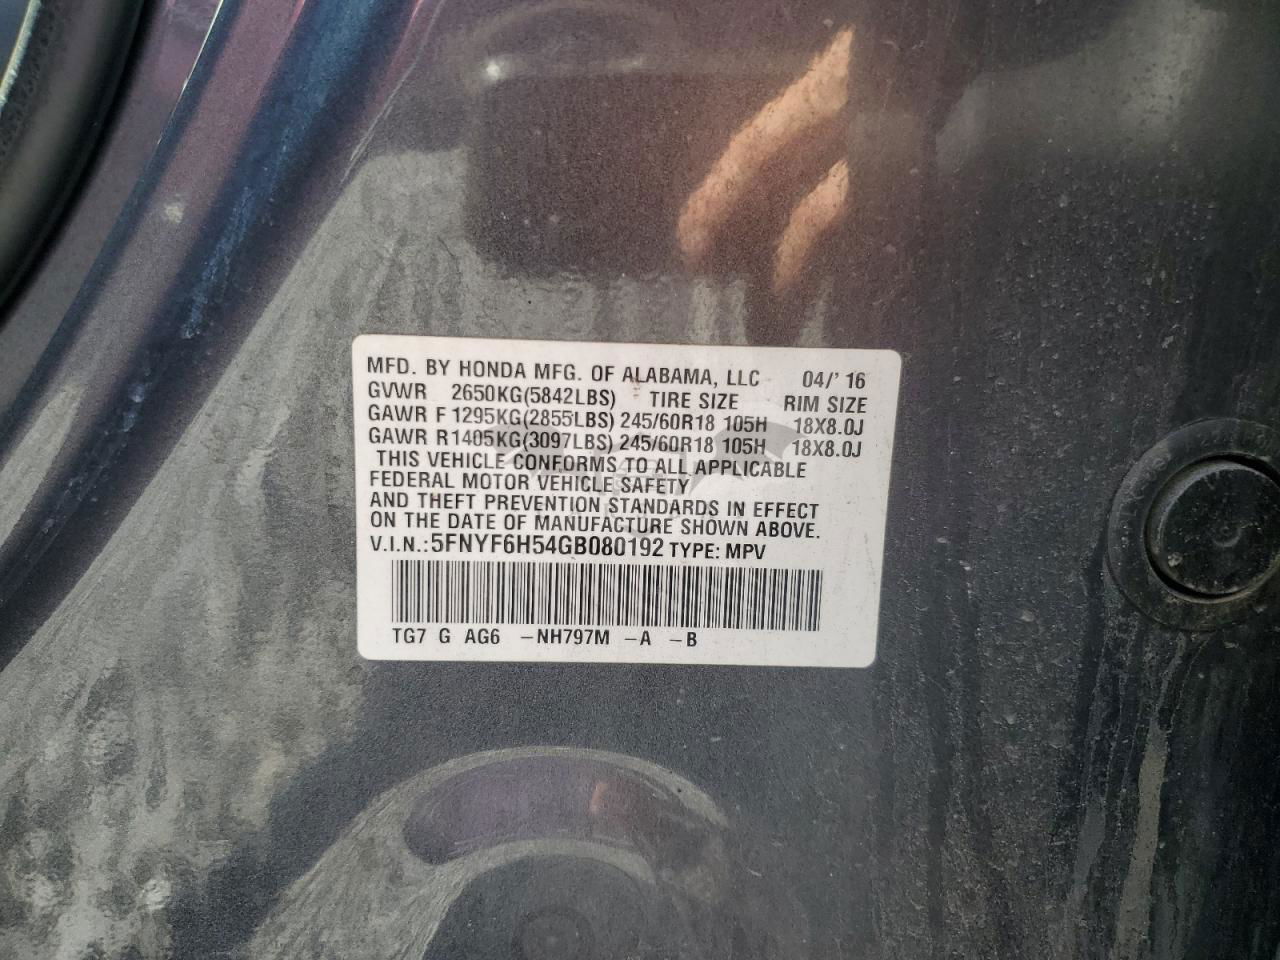 MFD. BY HONDA MFG. OF ALABAMA, LLC 04/' 16
GVWR 2650KG(5842LBS) TIRE SIZE RIM SIZE
GAWR F 1295KG(2855LBS) 245/60R18 105H 18X8.0J
GAWR R1405KG(3097LBS) 245/60R18 105H 18X8.0J
THIS VEHICLE CONFORMS TO ALL APPLICABLE
FEDERAL MOTOR VEHICLE SAFETY
AND THEFT PREVENTION STANDARDS IN EFFECT
ON THE DATE OF MANUFACTURE SHOWN ABOVE.
V.I.N.: 5FNYF6H54GB080192 TYPE: MPV
TG7 G AG6 -NH797M -A -B